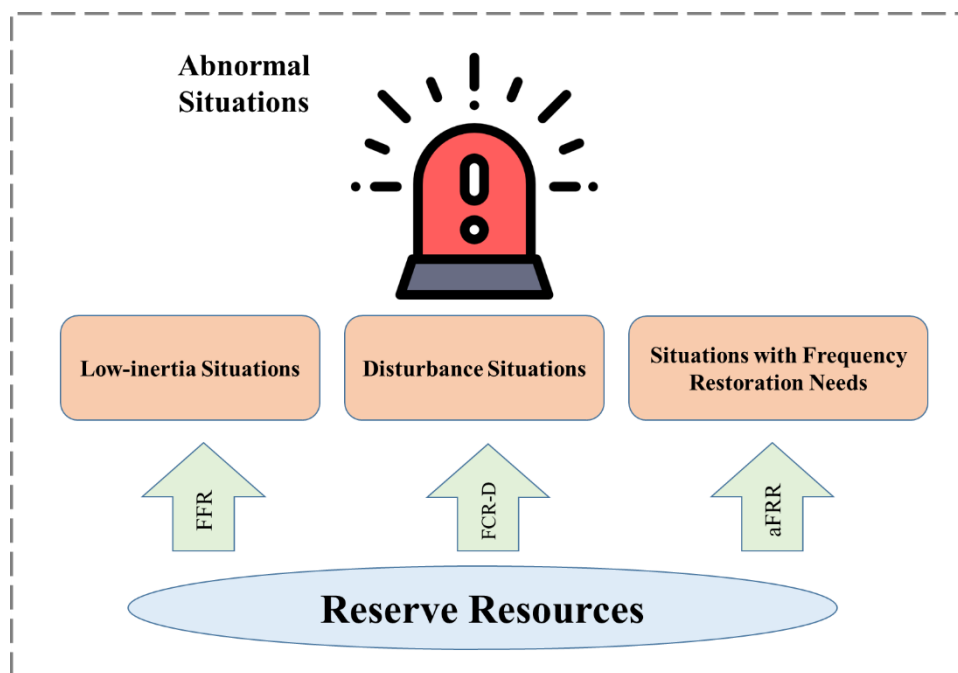 Abnormal
Situations
Low-inertia Situations
Disturbance Situations
Situations with Frequency
Restoration Needs
FFR
FCR-D
aFRR
Reserve Resources